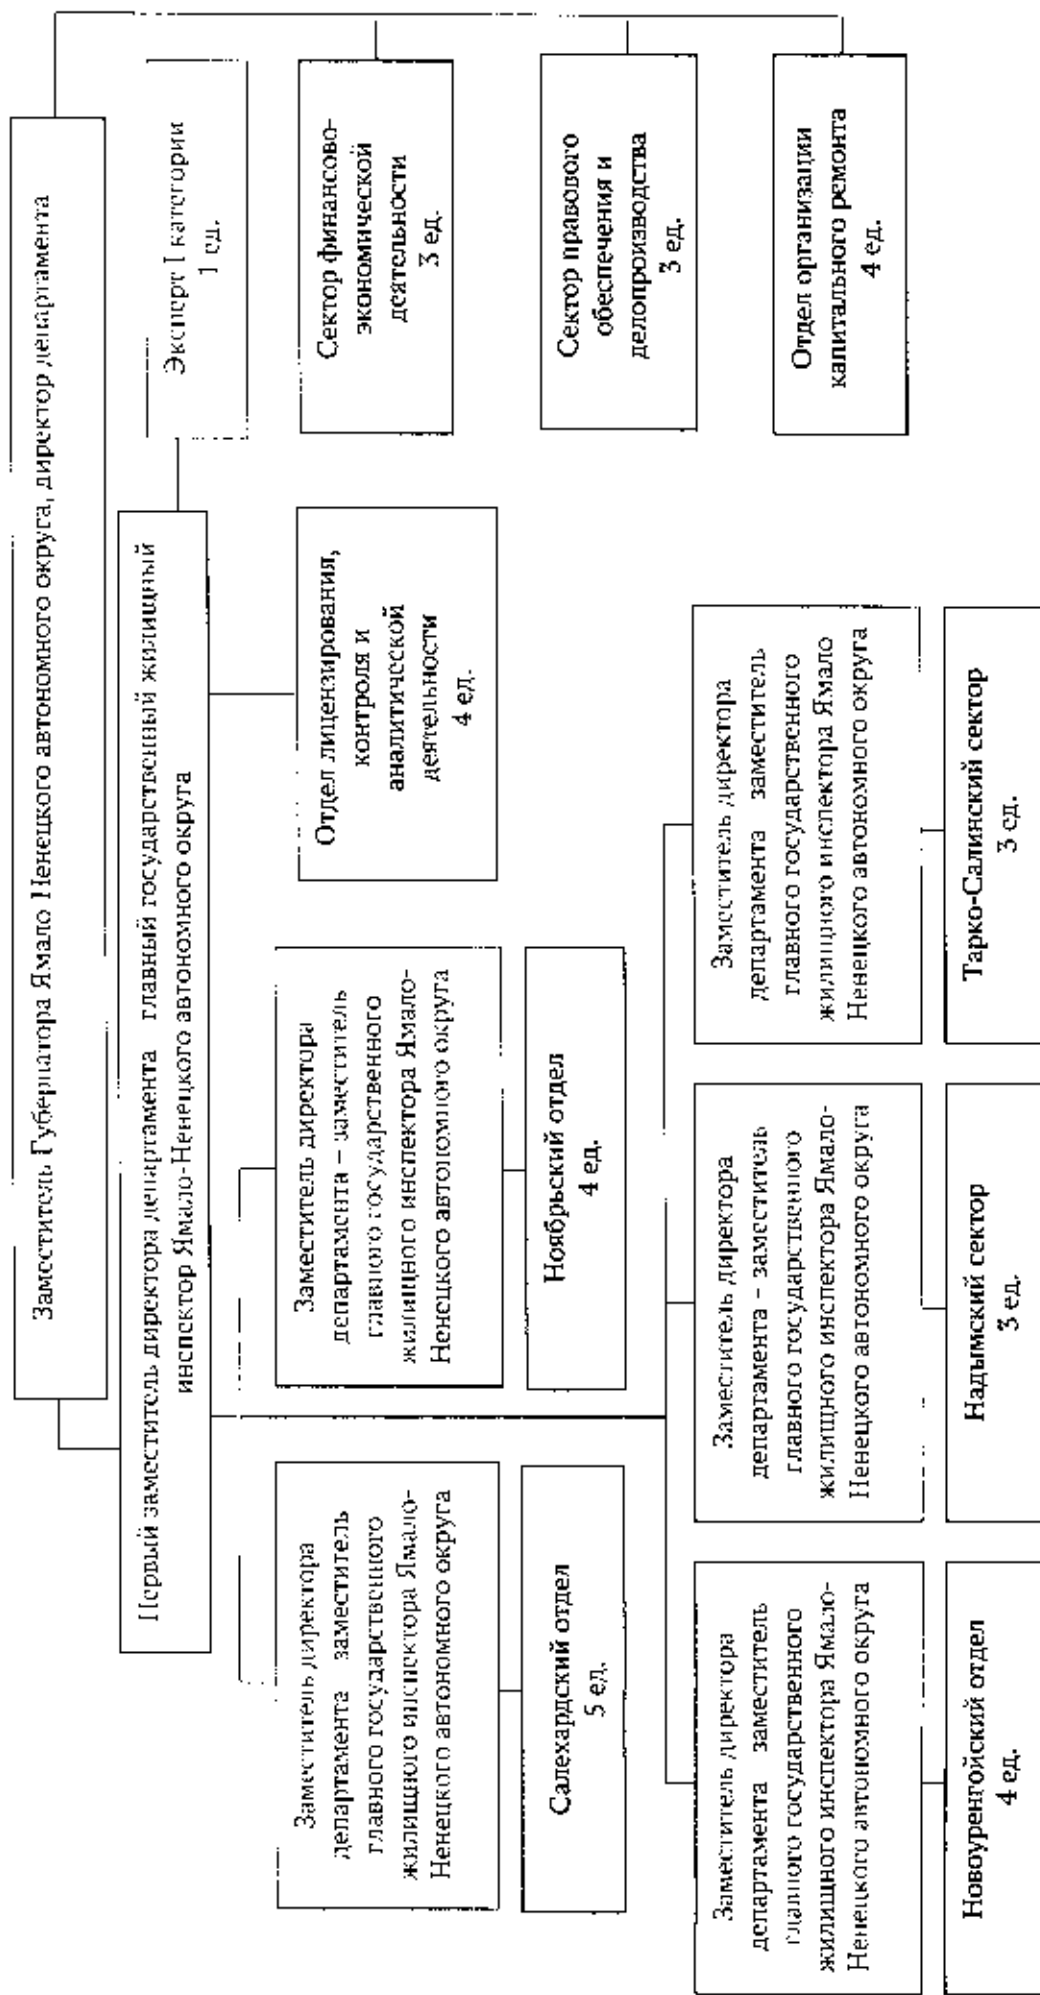 Заместитель Губернатора Ямало Ненецкого автономного округа, директор департамента
Первый заместитель директора департамента главный государственный жилищный
инспектор Ямало-Ненецкого автономного округа
Эксперт I категории
1 ед.
Сектор финансово-
экономической
деятельности
3 ед.
Сектор правового
обеспечения и
делопроизводства
3 ед.
Отдел организации
капитального ремонта
4 ед.
Отдел лицензирования,
контроля и
аналитической
деятельности
4 ед.
Заместитель директора
департамента заместитель
главного государственного
жилищного инспектора Ямало-
Ненецкого автономного округа
Салехардский отдел
5 ед.
Заместитель директора
департамента – заместитель
главного государственного
жилищного инспектора Ямало-
Ненецкого автономного округа
Ноябрьский отдел
4 ед.
Заместитель директора
департамента заместитель
главного государственного
жилищного инспектора Ямало-
Ненецкого автономного округа
Новоуренгойский отдел
4 ед.
Заместитель директора
департамента – заместитель
главного государственного
жилищного инспектора Ямало-
Ненецкого автономного округа
Надымский сектор
3 ед.
Заместитель директора
департамента заместитель
главного государственного
жилищного инспектора Ямало
Ненецкого автономного округа
Тарко-Салинский сектор
3 ед.